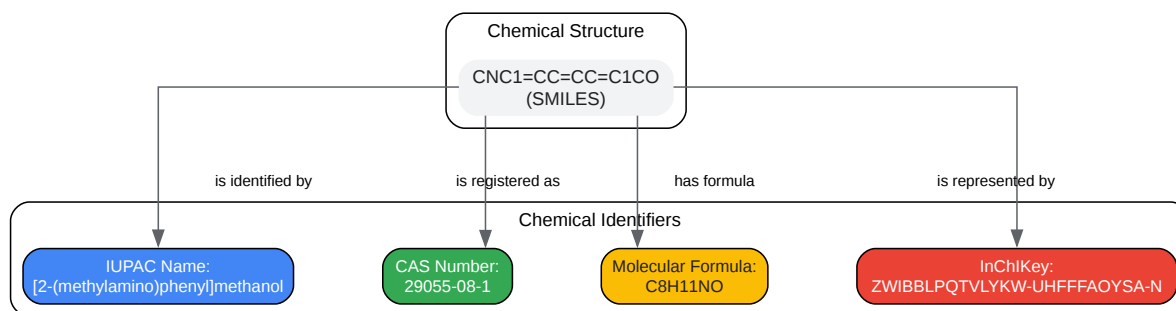 Chemical Structure
CNC1=CC=CC=C1CO
(SMILES)
is identified by
is registered as
has formula
is represented by
Chemical Identifiers
IUPAC Name:
[2-(methylamino)phenyl]methanol
CAS Number:
29055-08-1
Molecular Formula:
C8H11NO
InChIKey:
ZWIBBLPQTVLYKW-UHFFFAOYSA-N